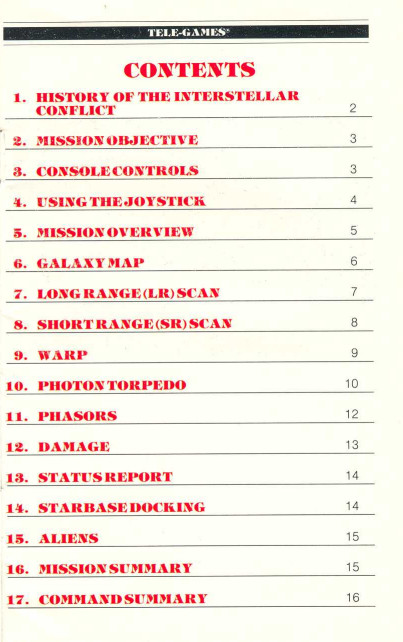 TELE-GAMES®
CONTENTS
1. HISTORY OF THE INTERSTELLAR
CONFLICT 2
2. MISSION OBJECTIVE 3
3. CONSOLE CONTROLS 3
4. USING THE JOYSTICK 4
5. MISSION OVERVIEW 5
6. GALAXY MAP 6
7. LONG RANGE (LR) SCAN 7
8. SHORT RANGE (SR) SCAN 8
9. WARP 9
10. PHOTON TORPEDO 10
11. PHASORS 12
12. DAMAGE 13
13. STATUS REPORT 14
14. STARBASE DOCKING 14
15. ALIENS 15
16. MISSION SUMMARY 15
17. COMMAND SUMMARY 16